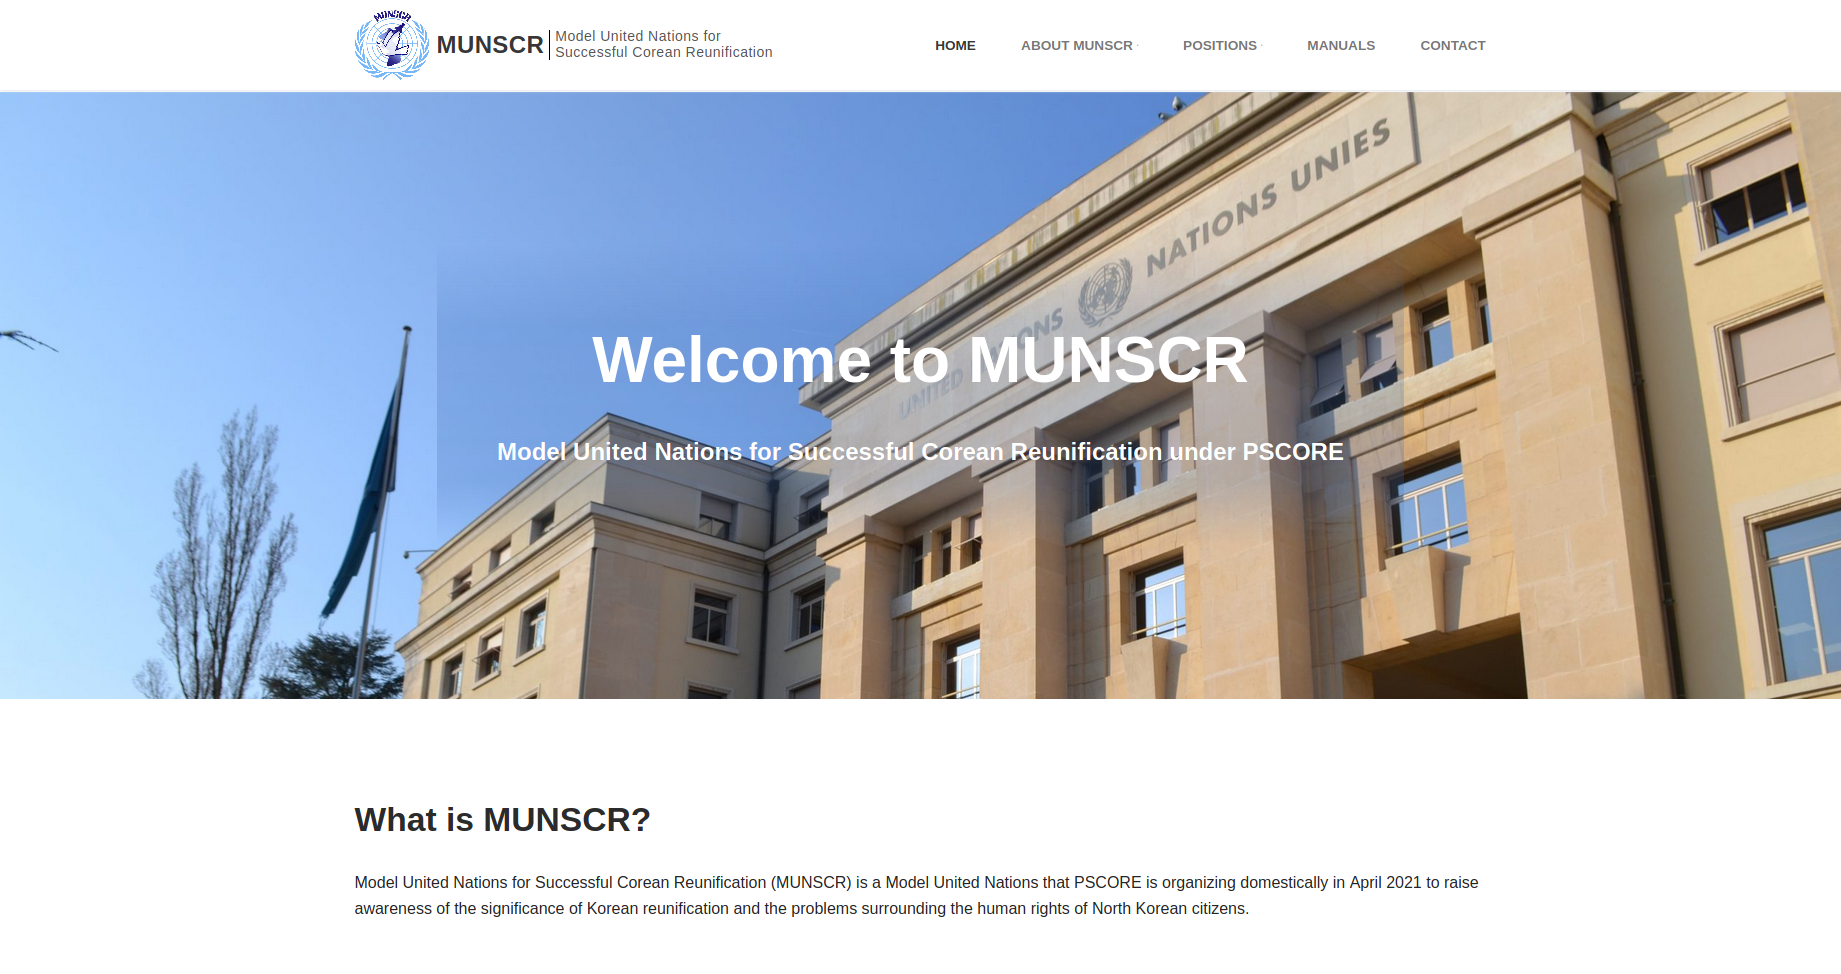 MUNSCR
MUNSCR
Model United Nations for
Successful Corean Reunification
HOME
ABOUT MUNSCR
POSITIONS
MANUALS
CONTACT
UNITED NATIONS
NATIONS UNIES
Welcome to MUNSCR
Model United Nations for Successful Corean Reunification under PSCORE
What is MUNSCR?
Model United Nations for Successful Corean Reunification (MUNSCR) is a Model United Nations that PSCORE is organizing domestically in April 2021 to raise
awareness of the significance of Korean reunification and the problems surrounding the human rights of North Korean citizens.